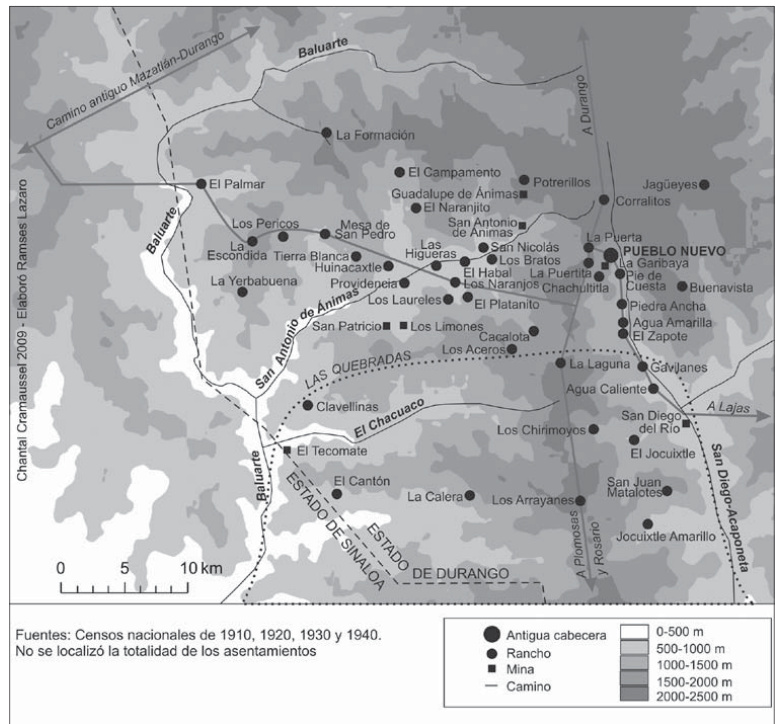 Baluarte
Camino antiguo Mazatlán-Durango
A Durango
La Formación
El Campamento
Potrerillos
Jagüeyes
Guadalupe de Ánimas
El Palmar
Corralitos
El Naranjito
Baluarte
Los Pericos
Mesa de
San Pedro
San Antonio
de Ánimas
La Puerta
La
Escondida
Tierra Blanca
Las
Higueras
San Nicolás
PUEBLO NUEVO
Huinacaxtle
Los Bratos
La Garibaya
El Habal
La Puertita
Pie de
Cuesta
La Yerbabuena
Providencia
Los Naranjos
Chachultitla
Buenavista
Los Laureles
El Platanito
Piedra Ancha
San Antonio de Ánimas
San Patricio
Los Limones
Cacalota
Agua Amarilla
El Zapote
Los Aceros
LAS QUEBRADAS
La Laguna
Gavilanes
Agua Caliente
Clavellinas
El Chacuaco
A Lajas
San Diego
del Río
Los Chirimoyos
El Jocuixtle
El Tecomate
Baluarte
San Diego-Acaponeta
El Cantón
La Calera
Los Arrayanes
San Juan
Matalotes
Jocuixtle Amarillo
ESTADO
DE DURANGO
ESTADO DE SINALOA
A Plomosas
y Rosario
0 5 10 km
Chantal Cramaussel 2009 - Elaboró Ramses Lazaro
Fuentes: Censos nacionales de 1910, 1920, 1930 y 1940.
No se localizó la totalidad de los asentamientos
Antigua cabecera
Rancho
Mina
Camino
0-500 m
500-1000 m
1000-1500 m
1500-2000 m
2000-2500 m